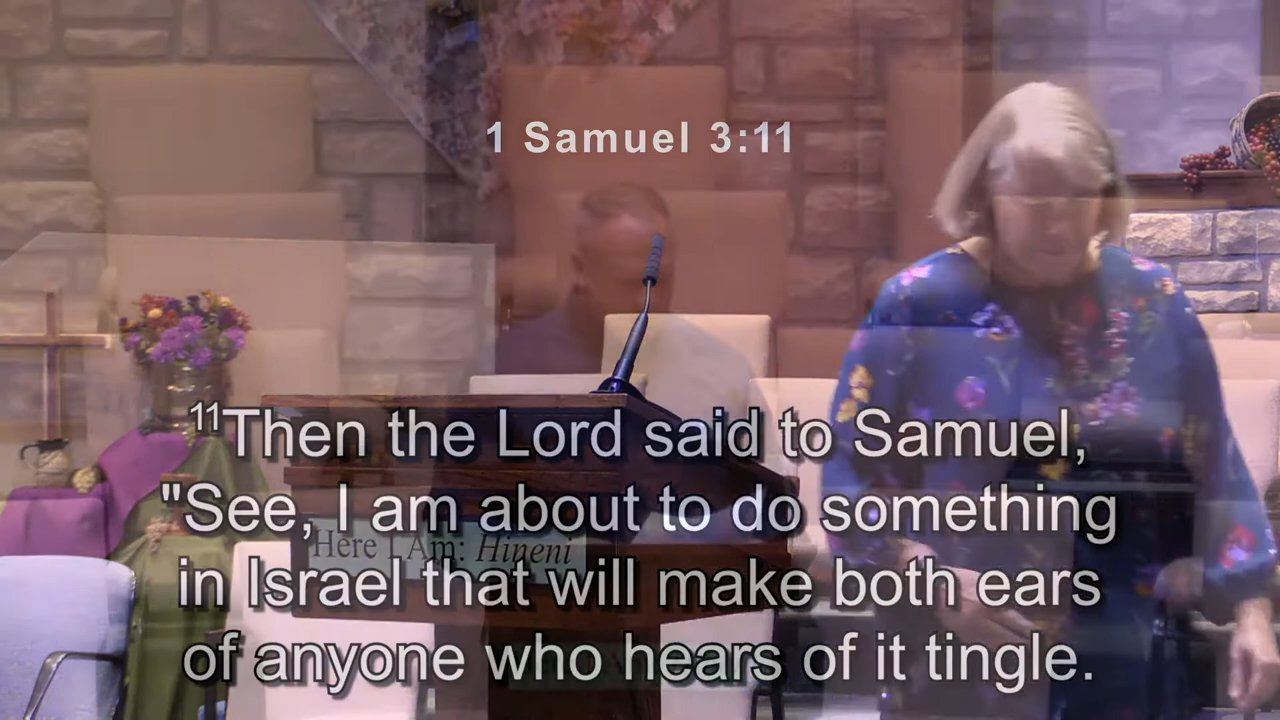 1 Samuel 3:11
11Then the Lord said to Samuel,
"See, I am about to do something
Here I Am: Hineni
in Israel that will make both ears
of anyone who hears of it tingle.